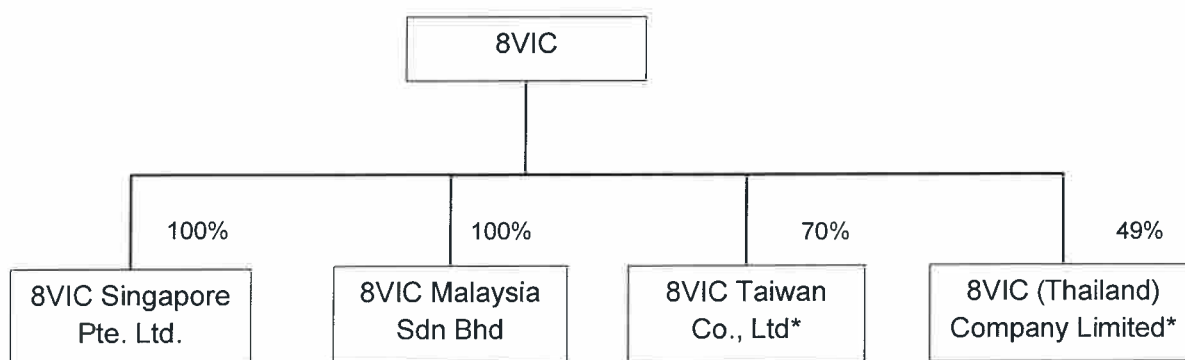 8VIC
100%
100%
70%
49%
8VIC Singapore
Pte. Ltd.
8VIC Malaysia
Sdn Bhd
8VIC Taiwan
Co., Ltd*
8VIC (Thailand)
Company Limited*